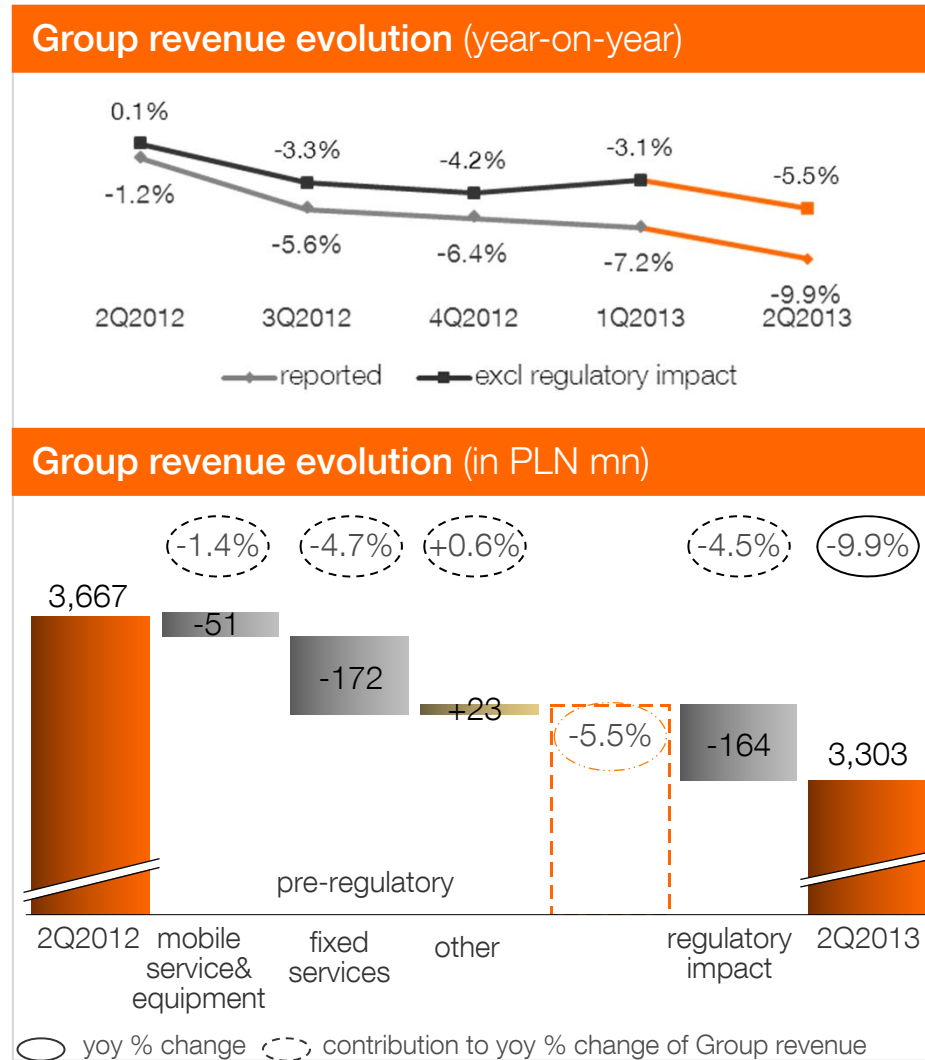 Group revenue evolution (year-on-year)
0.1%
-3.3%
-4.2%
-3.1%
-5.5%
-1.2%
-5.6%
-6.4%
-7.2%
-9.9%
2Q2012 3Q2012 4Q2012 1Q2013 2Q2013
reported excl regulatory impact
Group revenue evolution (in PLN mn)
-1.4% -4.7% +0.6% -4.5% -9.9%
3,667
-51
-172
+23
-5.5%
-164
3,303
pre-regulatory
2Q2012
mobile
service&
equipment
fixed
services
other
regulatory
impact
2Q2013
yoy % change contribution to yoy % change of Group revenue